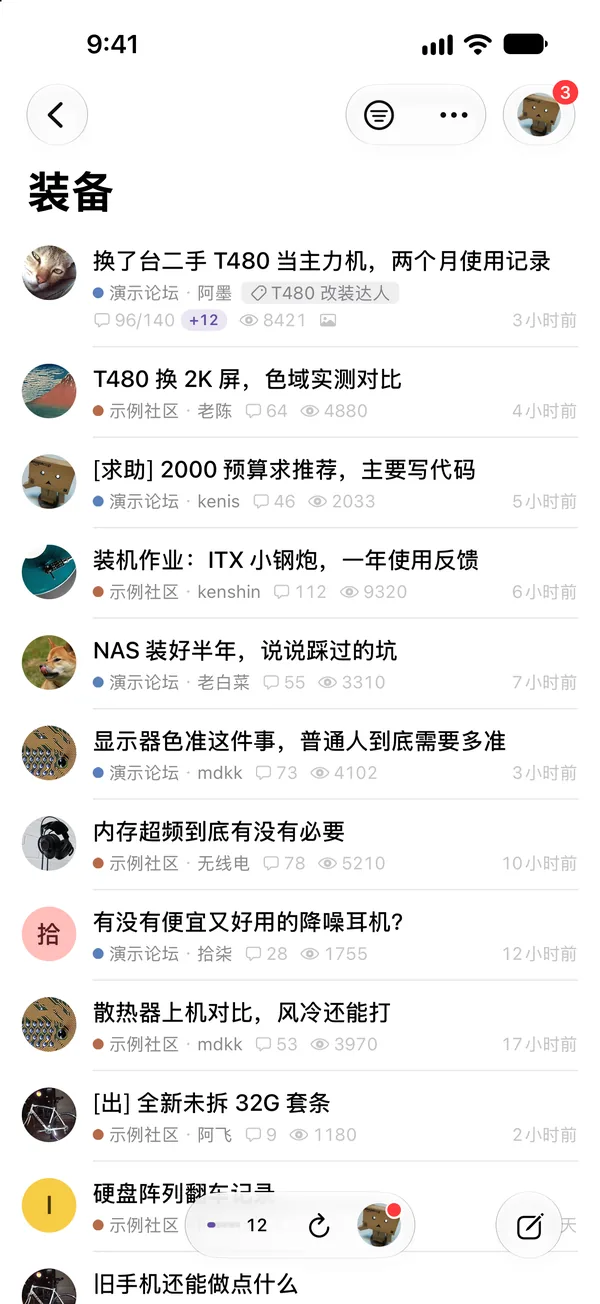 9:41
3
装备
换了台二手 T480 当主力机，两个月使用记录
演示论坛 · 阿墨 T480 改装达人
96/140 +12 8421 3小时前
T480 换 2K 屏，色域实测对比
示例社区 · 老陈 64 4880 4小时前
[求助] 2000 预算求推荐，主要写代码
演示论坛 · kenis 46 2033 5小时前
装机作业：ITX 小钢炮，一年使用反馈
示例社区 · kenshin 112 9320 6小时前
NAS 装好半年，说说踩过的坑
演示论坛 · 老白菜 55 3310 7小时前
显示器色准这件事，普通人到底需要多准
演示论坛 · mdkk 73 4102 3小时前
内存超频到底有没有必要
示例社区 · 无线电 78 5210 10小时前
拾
有没有便宜又好用的降噪耳机？
演示论坛 · 拾柒 28 1755 12小时前
散热器上机对比，风冷还能打
示例社区 · mdkk 53 3970 17小时前
[出] 全新未拆 32G 套条
示例社区 · 阿飞 9 1180 2小时前
I
硬盘阵列翻车记录
示例社区 天
12
旧手机还能做点什么